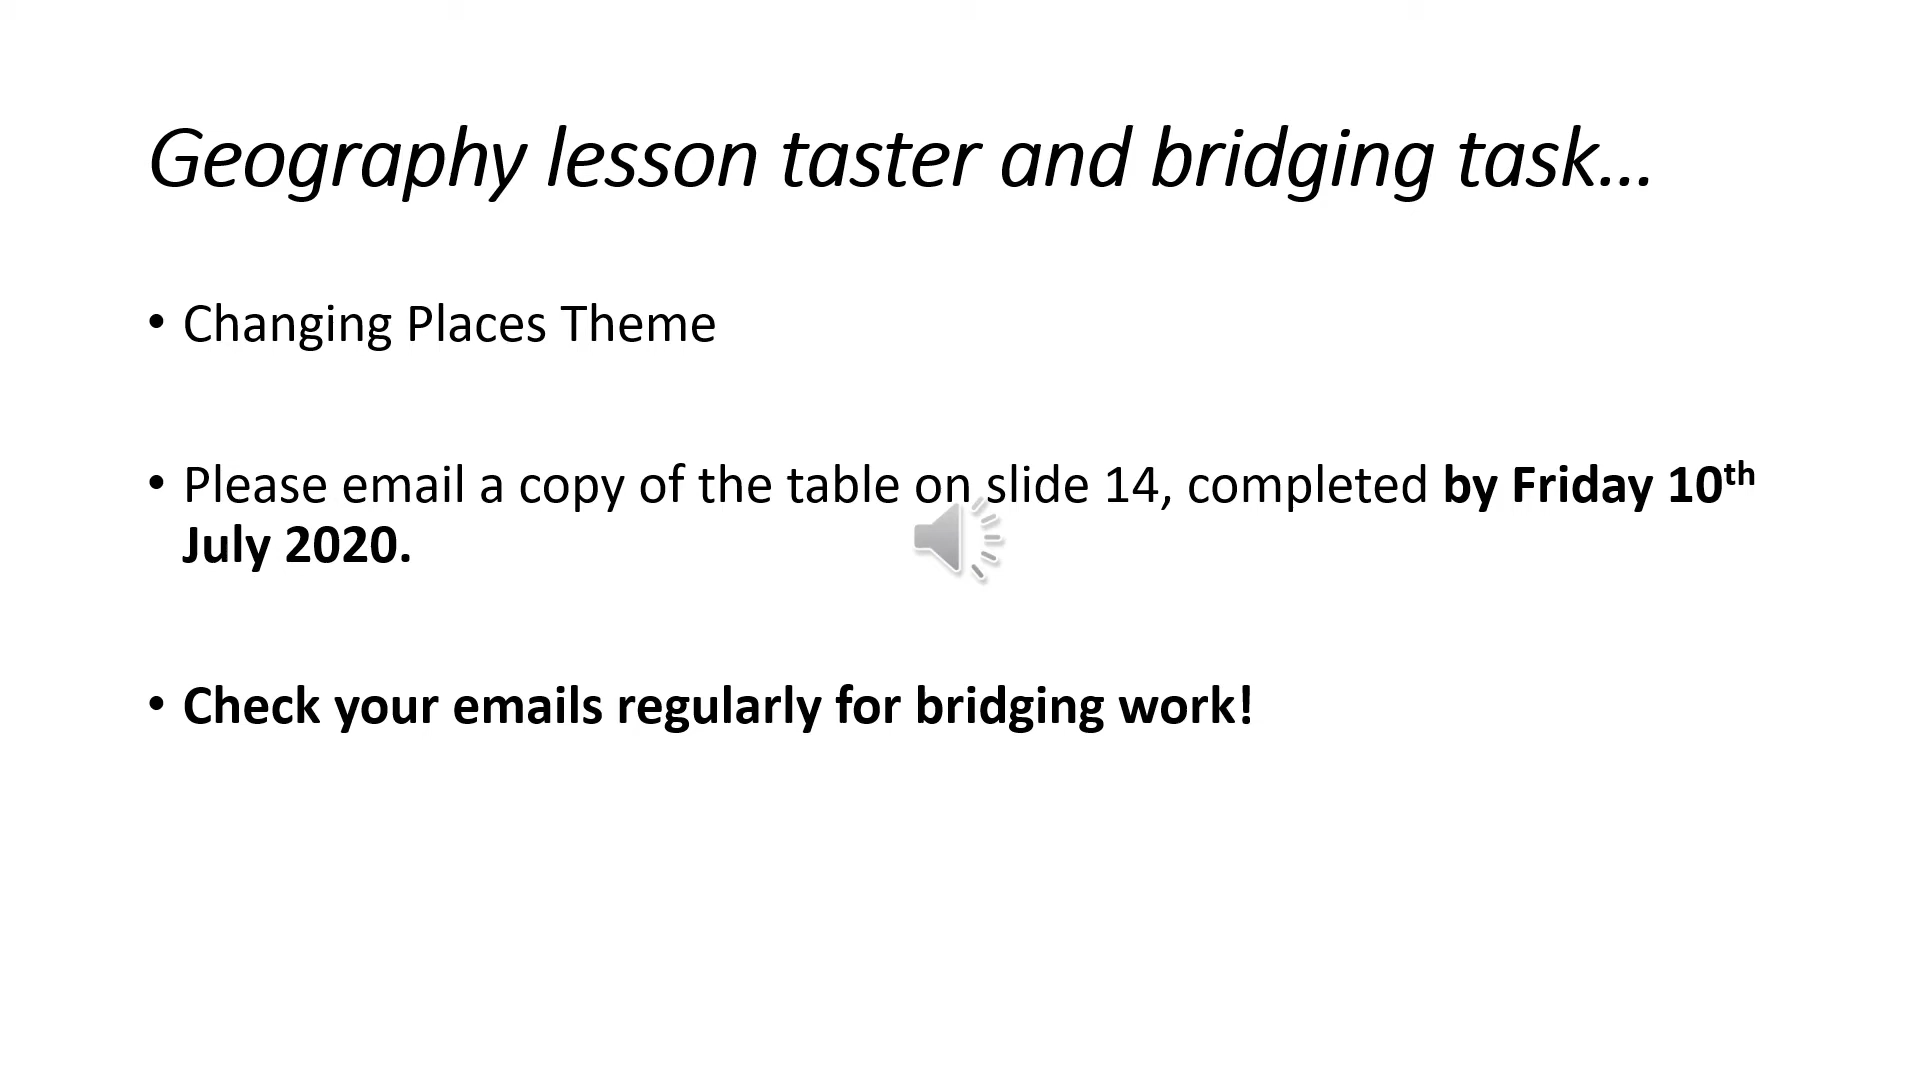 Geography lesson taster and bridging task…
• Changing Places Theme
• Please email a copy of the table on slide 14, completed by Friday 10th
July 2020.
• Check your emails regularly for bridging work!